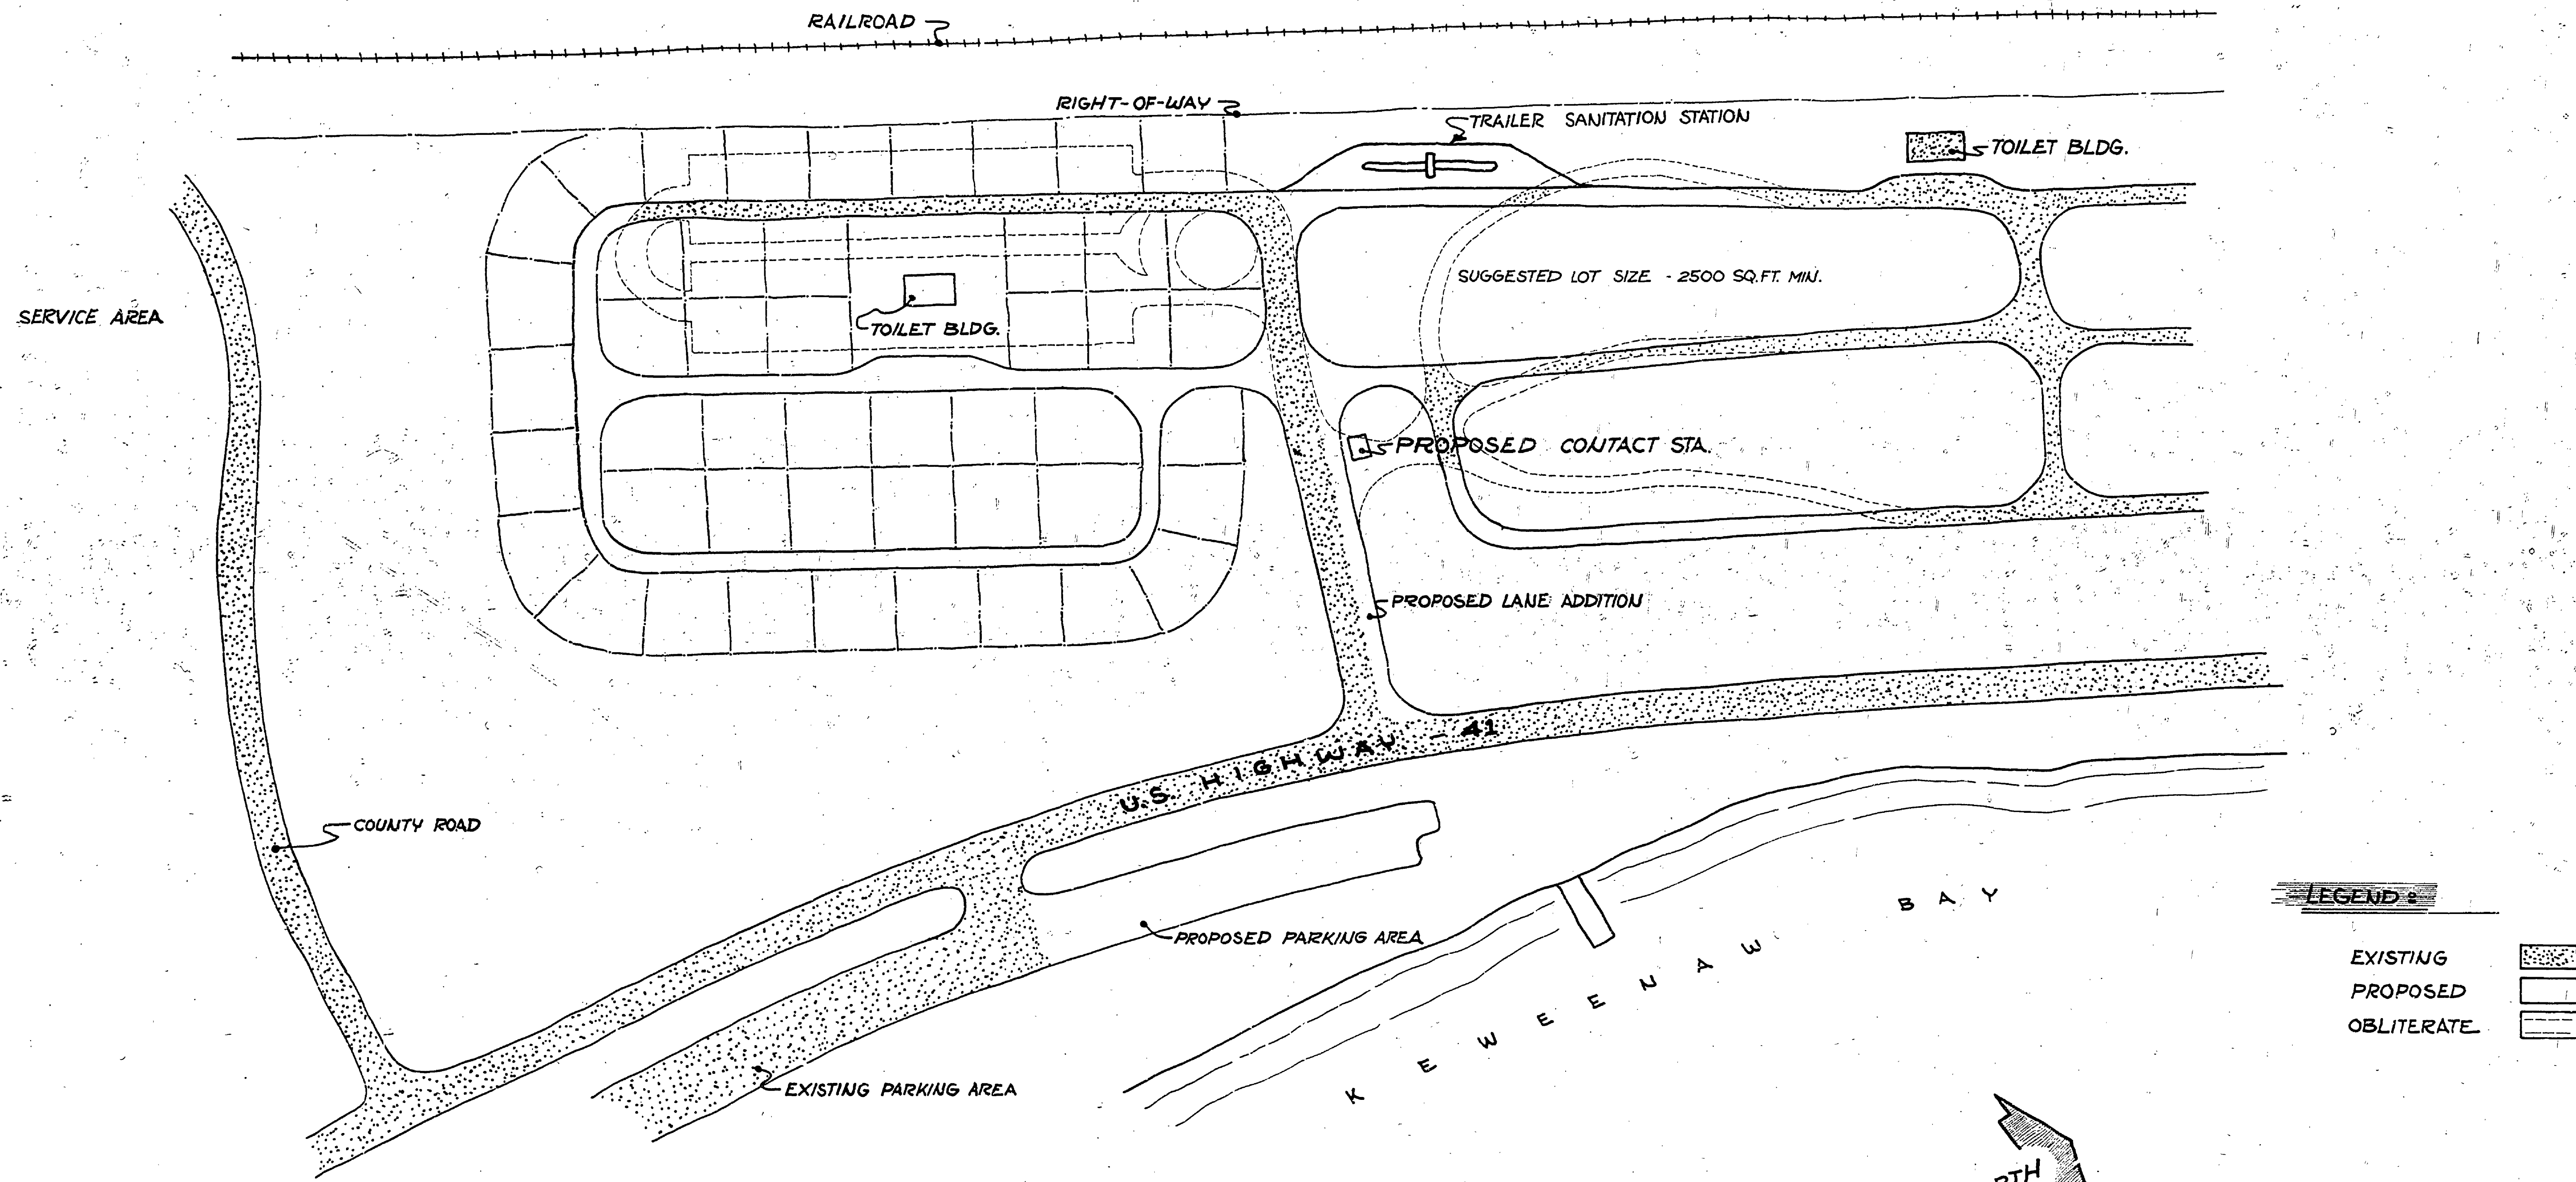 RAILROAD
RIGHT-OF-WAY
TRAILER SANITATION STATION
TOILET BLDG.
SERVICE AREA
SUGGESTED LOT SIZE - 2500 SQ.FT. MIN.
TOILET BLDG.
PROPOSED CONTACT STA.
PROPOSED LANE ADDITION
U.S. HIGHWAY - 41
COUNTY ROAD
PROPOSED PARKING AREA
EXISTING PARKING AREA
KEWEENAW BAY
LEGEND:
EXISTING
PROPOSED
OBLITERATE